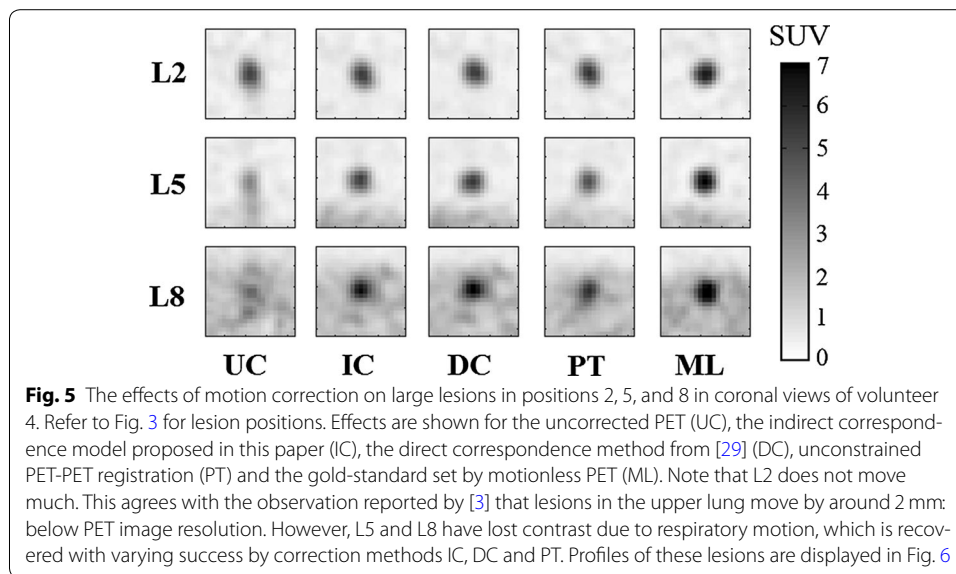 SUV
L2
7
6
5
L5
4
3
2
L8
1
0
UC IC DC PT ML
Fig. 5 The effects of motion correction on large lesions in positions 2, 5, and 8 in coronal views of volunteer
4. Refer to Fig. 3 for lesion positions. Effects are shown for the uncorrected PET (UC), the indirect correspond-
ence model proposed in this paper (IC), the direct correspondence method from [29] (DC), unconstrained
PET-PET registration (PT) and the gold-standard set by motionless PET (ML). Note that L2 does not move
much. This agrees with the observation reported by [3] that lesions in the upper lung move by around 2 mm:
below PET image resolution. However, L5 and L8 have lost contrast due to respiratory motion, which is recov-
ered with varying success by correction methods IC, DC and PT. Profiles of these lesions are displayed in Fig. 6